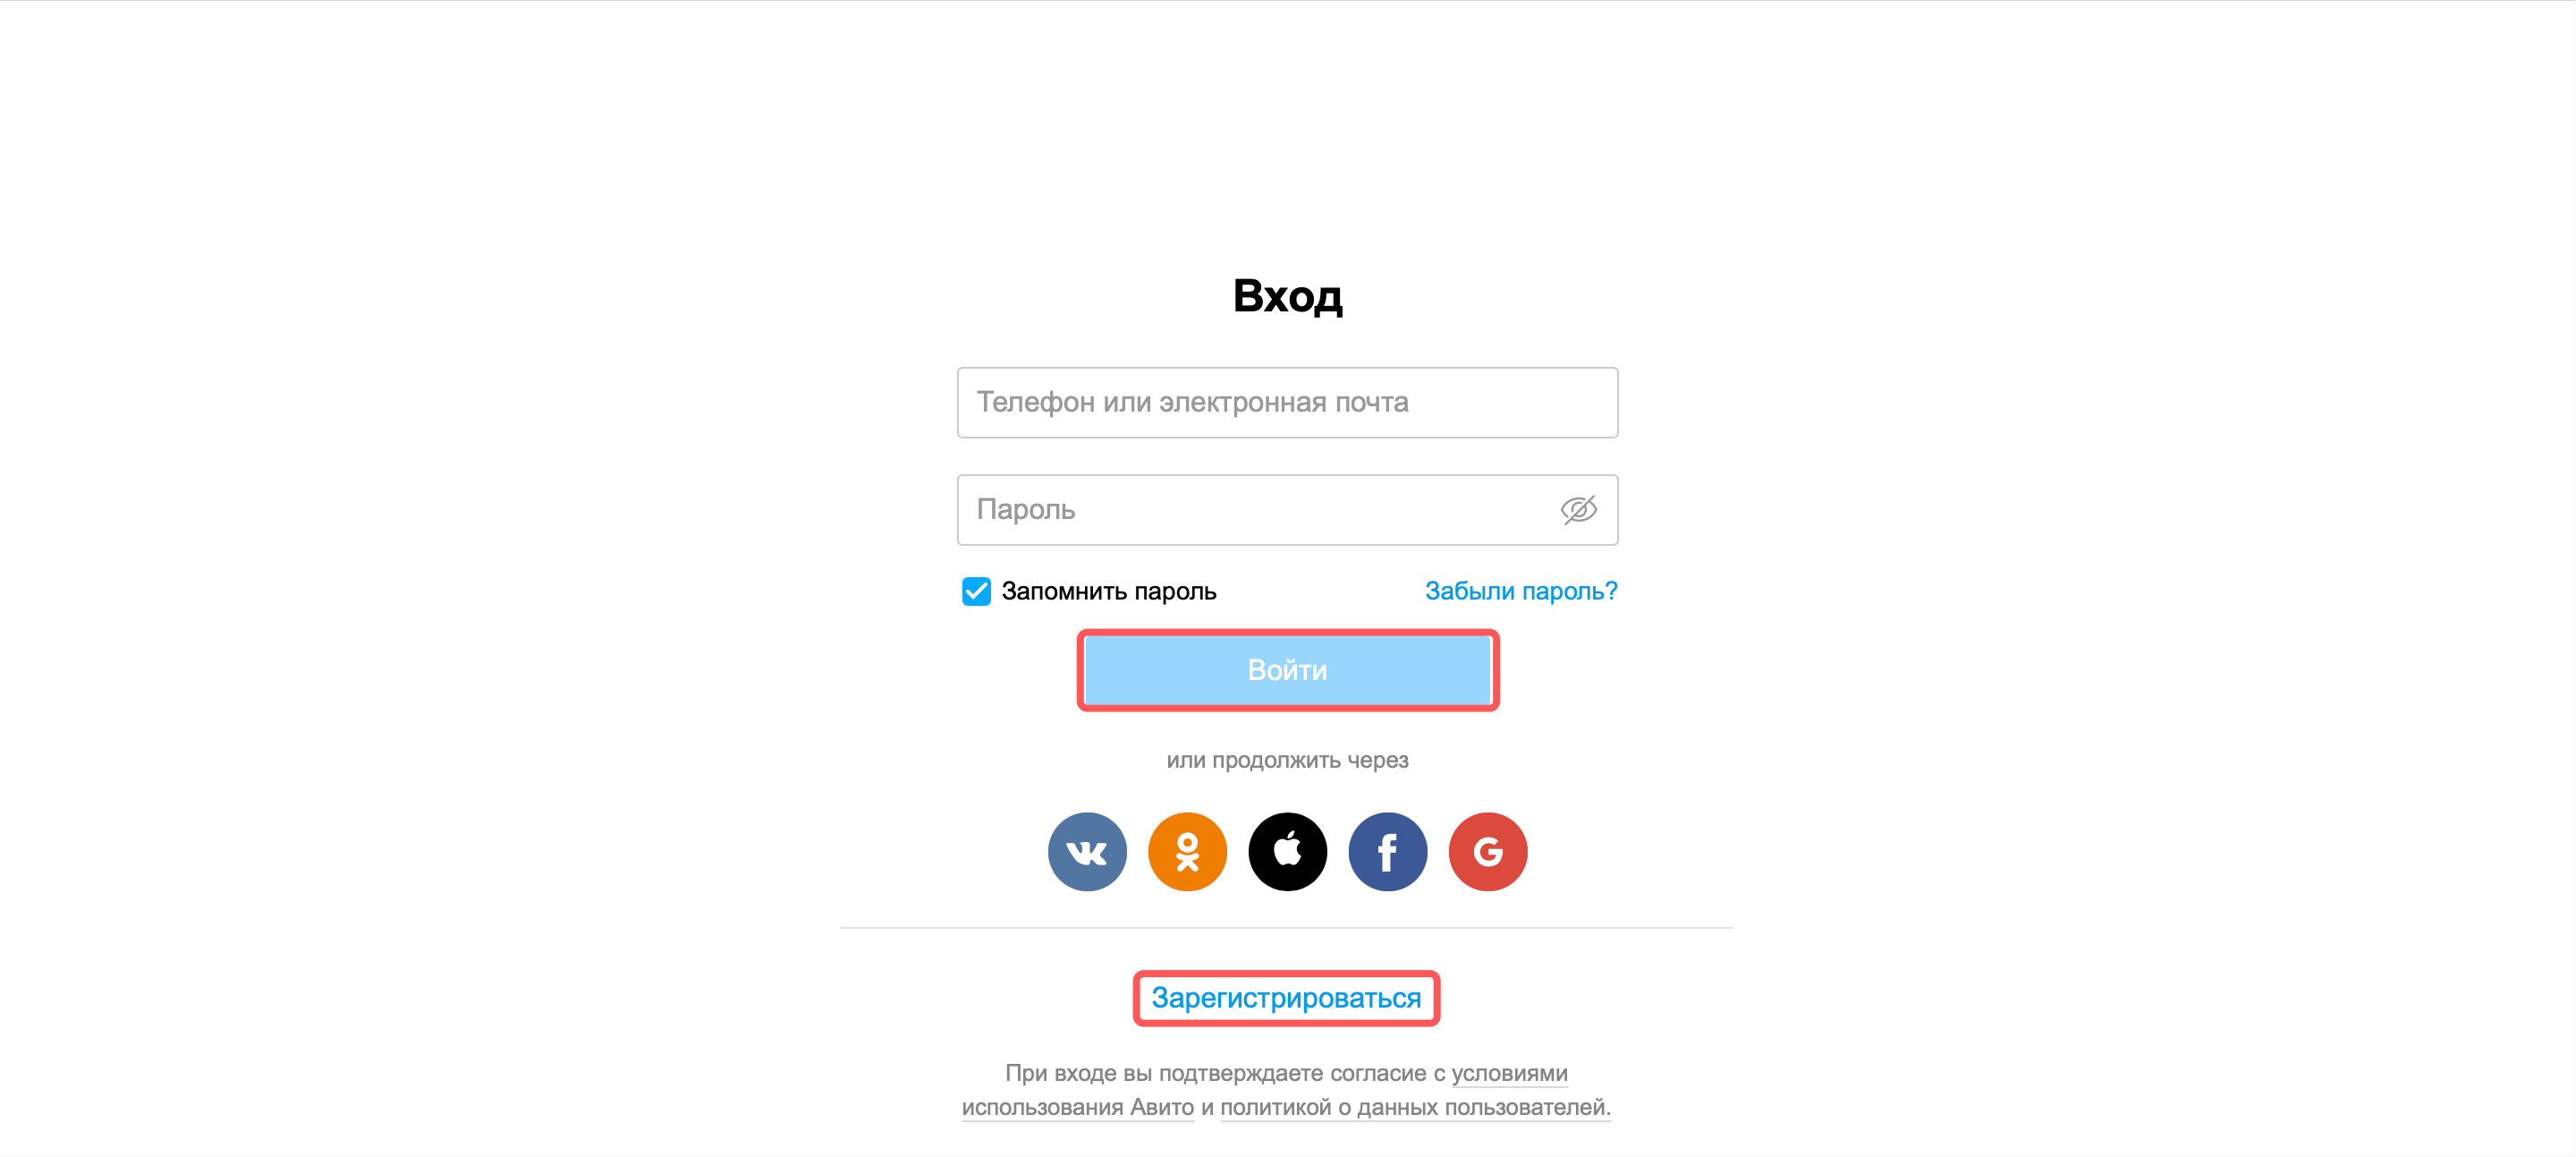 Вход
Телефон или электронная почта
Пароль
Запомнить пароль
Забыли пароль?
Войти
или продолжить через
Зарегистрироваться
При входе вы подтверждаете согласие с условиями
использования Авито и политикой о данных пользователей.